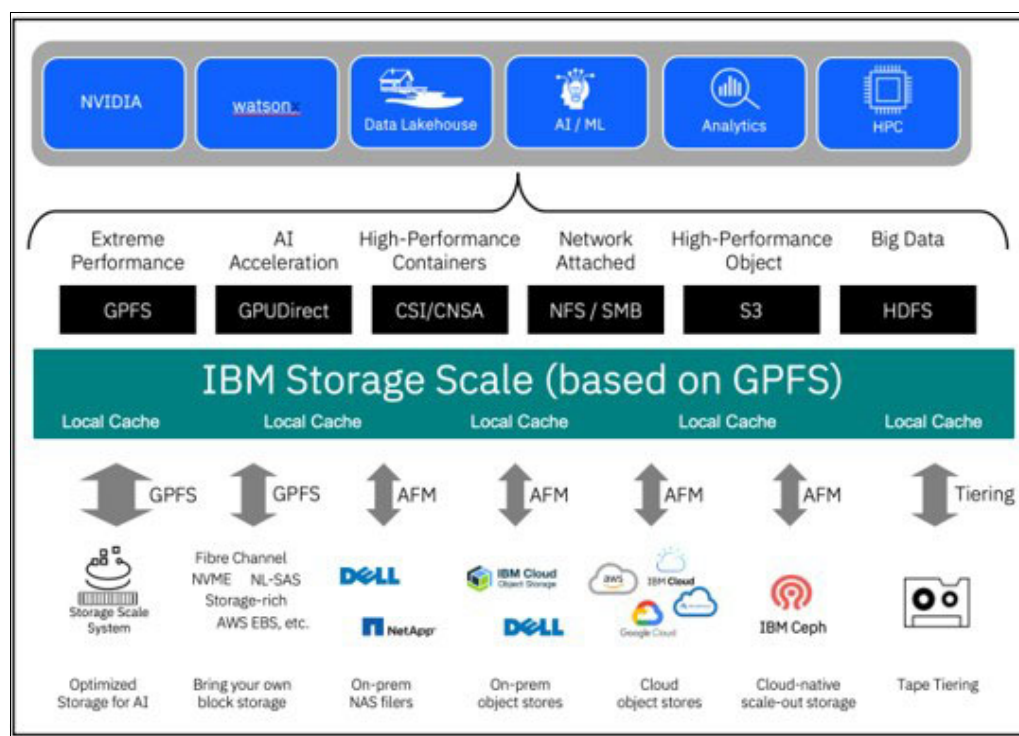 NVIDIA
watsonx
Data Lakehouse
AI / ML
Analytics
HPC
Extreme
Performance
AI
Acceleration
High-Performance
Containers
Network
Attached
High-Performance
Object
Big Data
GPFS
GPUDirect
CSI/CNSA
NFS / SMB
S3
HDFS
IBM Storage Scale (based on GPFS)
Local Cache
Local Cache
Local Cache
Local Cache
Local Cache
GPFS
GPFS
AFM
AFM
AFM
AFM
Tiering
Storage Scale
System
Fibre Channel
NVME NL-SAS
Storage-rich
AWS EBS, etc.
DELL
NetApp
IBM Cloud
Object Storage
DELL
aws
IBM Cloud
Google Cloud
IBM Ceph
Optimized
Storage for AI
Bring your own
block storage
On-prem
NAS filers
On-prem
object stores
Cloud
object stores
Cloud-native
scale-out storage
Tape Tiering